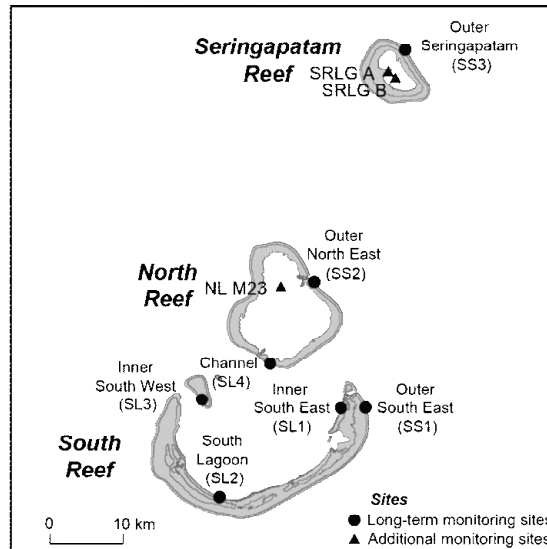 Outer
Seringapatam
(SS3)
Seringapatam
Reef
SRLG A
SRLG B
Outer
North East
(SS2)
North
Reef
NL M23
Channel
(SL4)
Inner
South West
(SL3)
Inner
South East
(SL1)
Outer
South East
(SS1)
South
Reef
South
Lagoon
(SL2)
Sites
Long-term monitoring sites
Additional monitoring sites
0 10 km